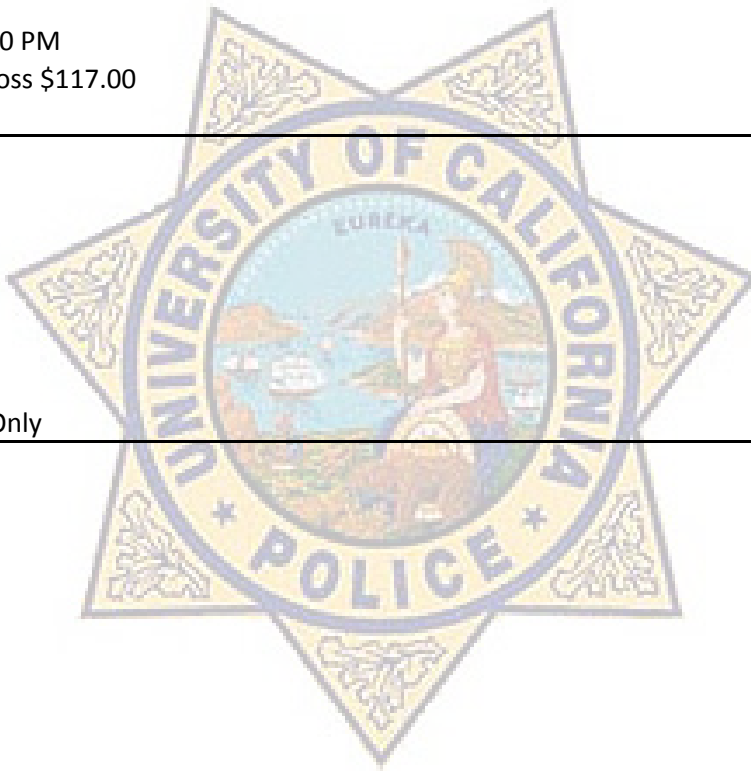 0 PM
oss $117.00
UNIVERSITY OF CALIFORNIA
EUREKA
Only
* POLICE *